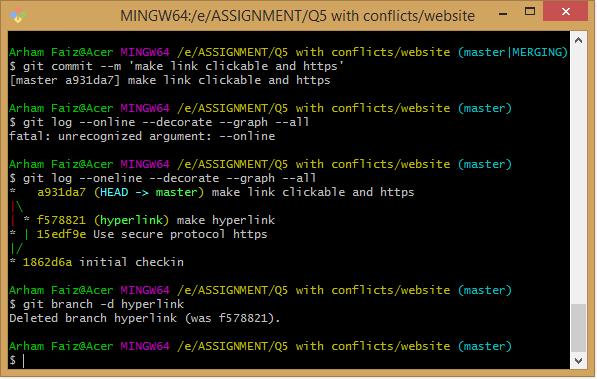 MINGW64:/e/ASSIGNMENT/Q5 with conflicts/website
Arham Faiz@Acer MINGW64 /e/ASSIGNMENT/Q5 with conflicts/website (master|MERGING)
$ git commit --m 'make link clickable and https'
[master a931da7] make link clickable and https
Arham Faiz@Acer MINGW64 /e/ASSIGNMENT/Q5 with conflicts/website (master)
$ git log --online --decorate --graph --all
fatal: unrecognized argument: --online
Arham Faiz@Acer MINGW64 /e/ASSIGNMENT/Q5 with conflicts/website (master)
$ git log --oneline --decorate --graph --all
*   a931da7 (HEAD -> master) make link clickable and https
|\
| * f578821 (hyperlink) make hyperlink
* | 15edf9e Use secure protocol https
|/
* 1862d6a initial checkin
Arham Faiz@Acer MINGW64 /e/ASSIGNMENT/Q5 with conflicts/website (master)
$ git branch -d hyperlink
Deleted branch hyperlink (was f578821).
Arham Faiz@Acer MINGW64 /e/ASSIGNMENT/Q5 with conflicts/website (master)
$